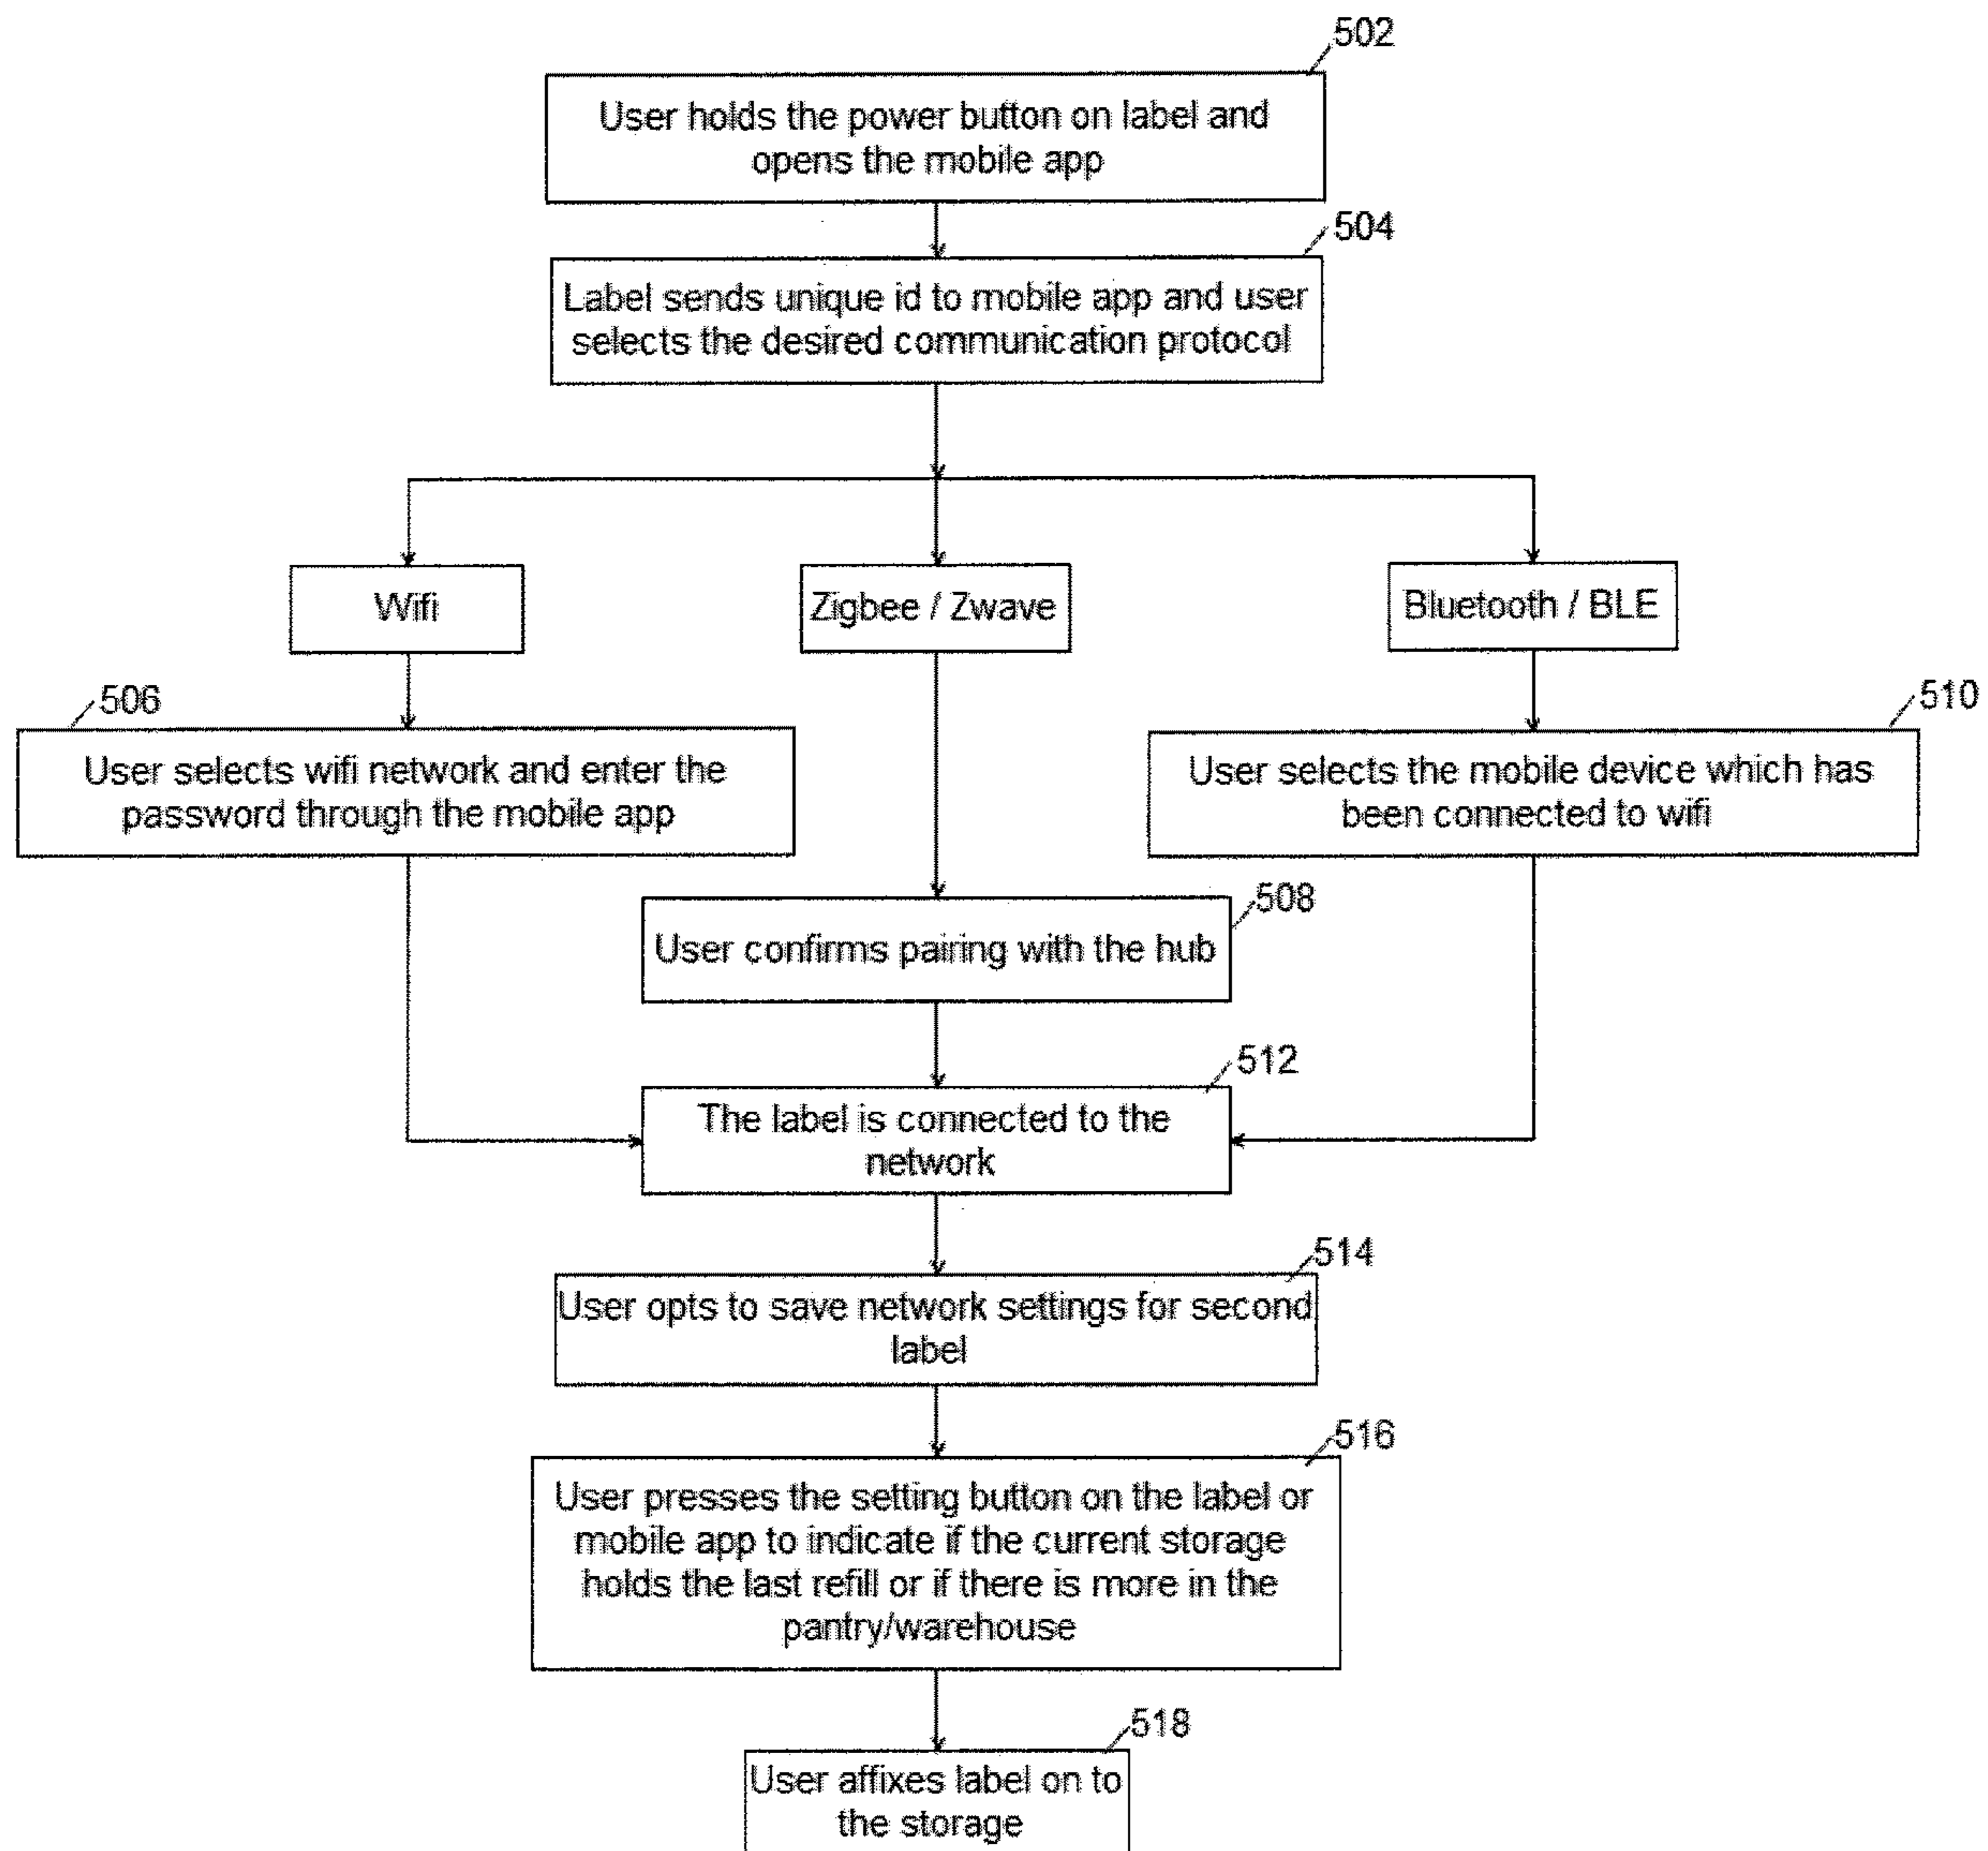 502
User holds the power button on label and
opens the mobile app
504
Label sends unique id to mobile app and user
selects the desired communication protocol
Wifi
Zigbee / Zwave
Bluetooth / BLE
506
User selects wifi network and enter the
password through the mobile app
510
User selects the mobile device which has
been connected to wifi
508
User confirms pairing with the hub
512
The label is connected to the
network
514
User opts to save network settings for second
label
516
User presses the setting button on the label or
mobile app to indicate if the current storage
holds the last refill or if there is more in the
pantry/warehouse
518
User affixes label on to
the storage